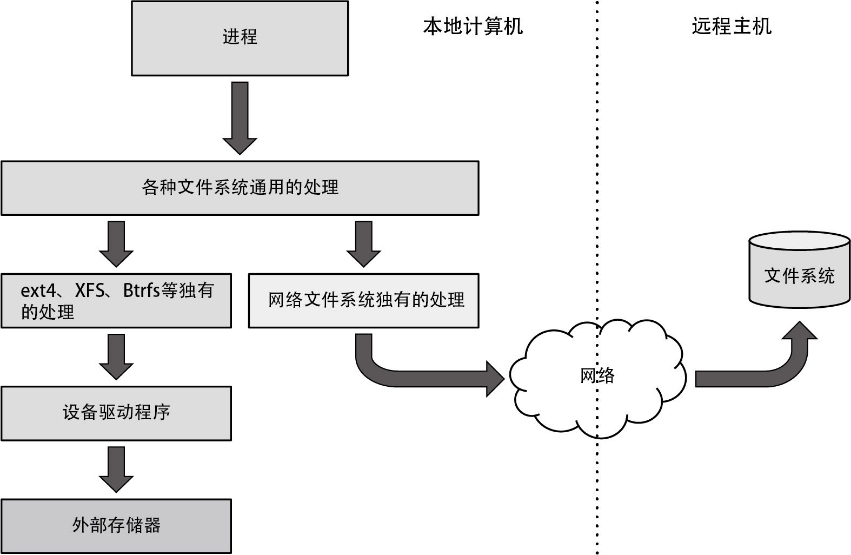 进程
本地计算机
远程主机
各种文件系统通用的处理
ext4、XFS、Btrfs等独有
的处理
网络文件系统独有的处理
文件系统
网络
设备驱动程序
外部存储器